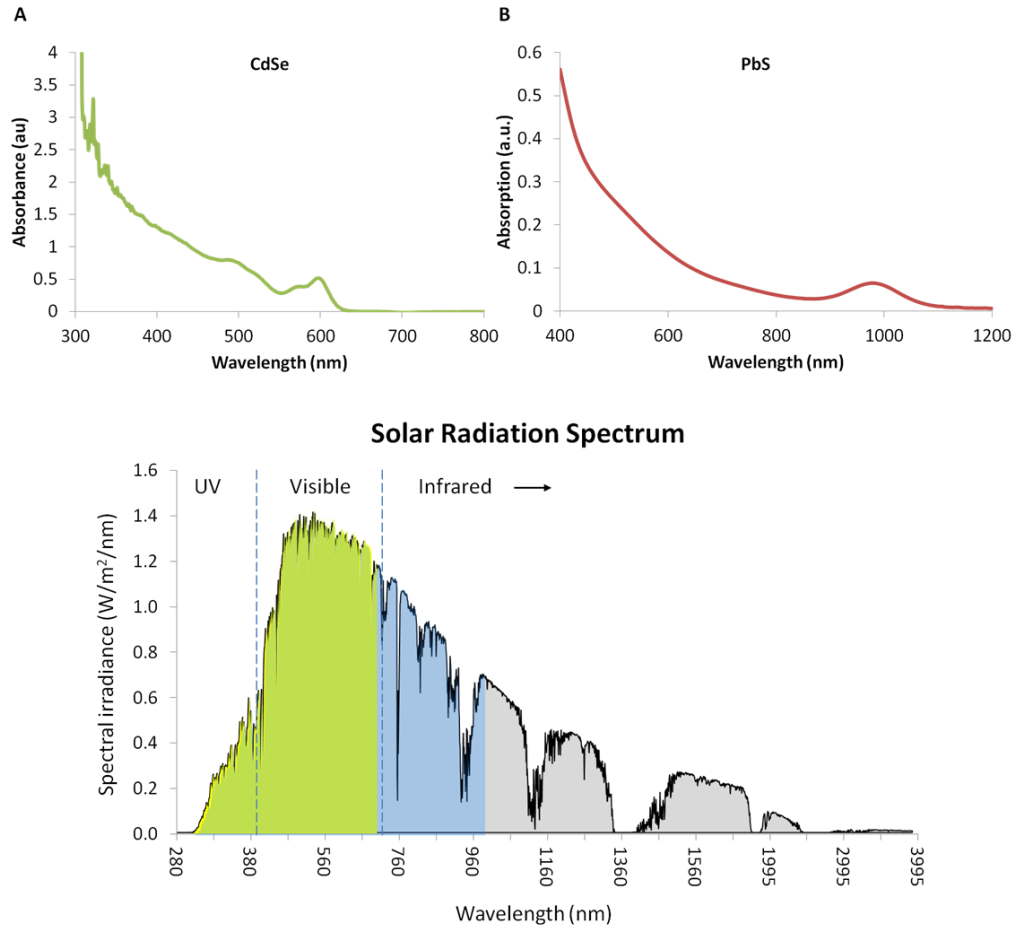 A
CdSe
4
3.5
3
2.5
2
1.5
1
0.5
0
Absorbance (au)
300 400 500 600 700 800
Wavelength (nm)
B
PbS
0.6
0.5
0.4
0.3
0.2
0.1
0
Absorption (a.u.)
400 600 800 1000 1200
Wavelength (nm)
Solar Radiation Spectrum
UV Visible Infrared →
1.6
1.4
1.2
1.0
0.8
0.6
0.4
0.2
0.0
Spectral irradiance (W/m²/nm)
280 380 560 760 960 1160 1360 1560 1995 2995 3995
Wavelength (nm)